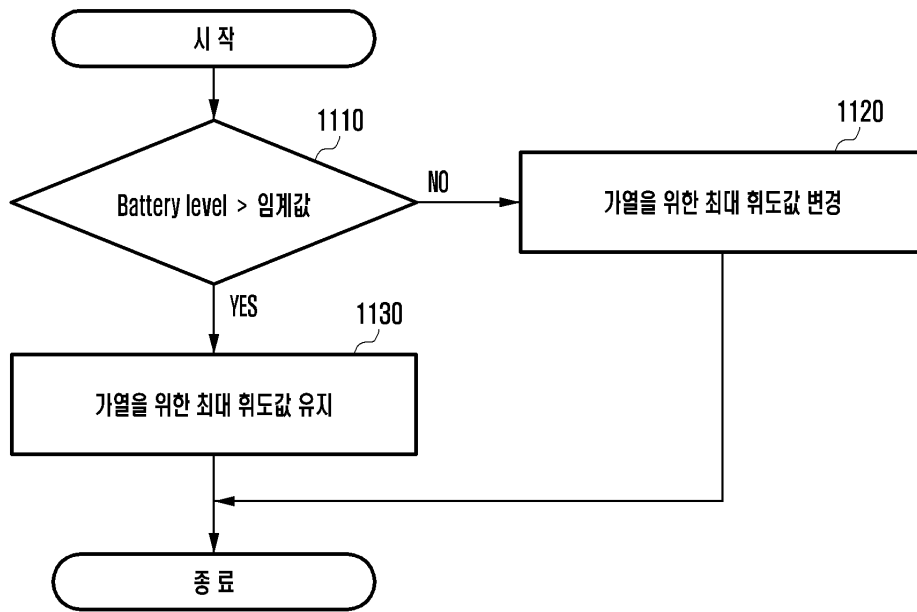 시 작
1110
Battery level > 임계값
NO
1120
가열을 위한 최대 휘도값 변경
YES
1130
가열을 위한 최대 휘도값 유지
종 료